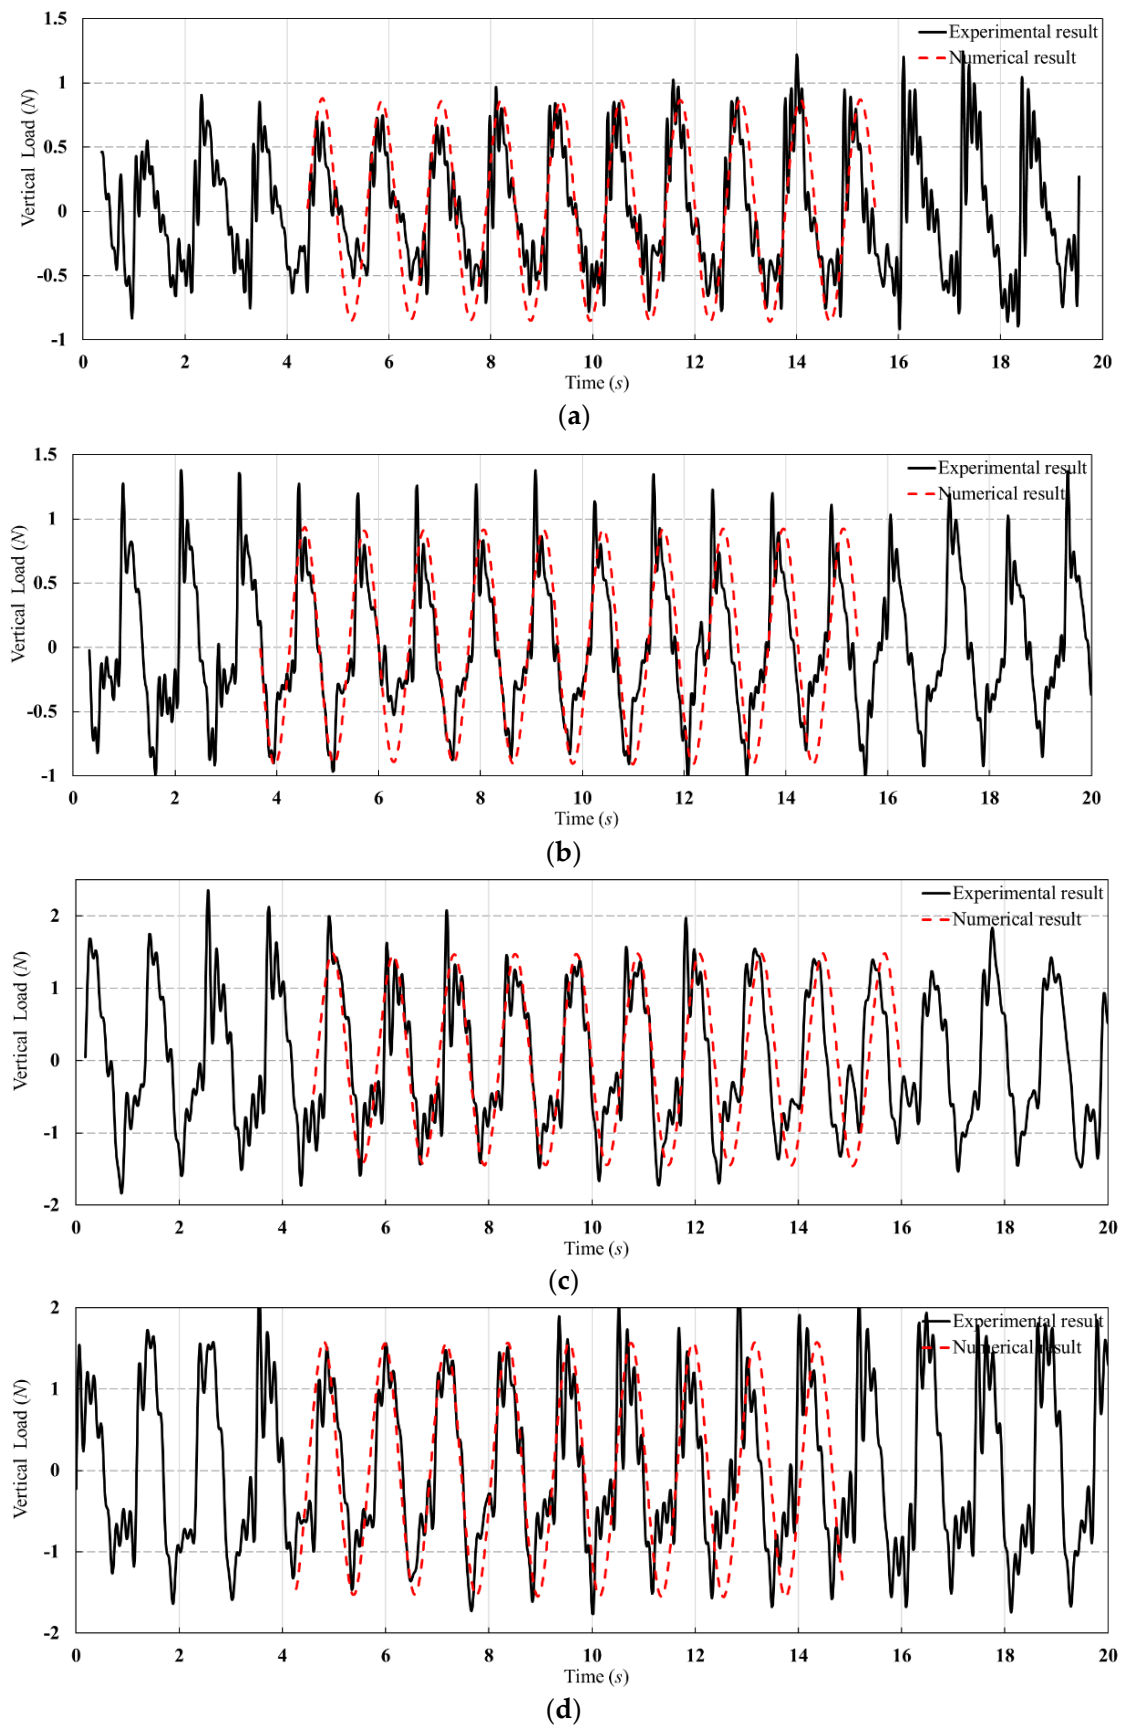 1.5
Experimental result
Numerical result
1
0.5
0
-0.5
-1
Vertical Load (N)
0 2 4 6 8 10 12 14 16 18 20
Time (s)
(a)
1.5
Experimental result
Numerical result
1
0.5
0
-0.5
-1
Vertical Load (N)
0 2 4 6 8 10 12 14 16 18 20
Time (s)
(b)
Experimental result
2
Numerical result
1
0
-1
-2
Vertical Load (N)
0 2 4 6 8 10 12 14 16 18 20
Time (s)
(c)
2
Experimental result
Numerical result
1
0
-1
-2
Vertical Load (N)
0 2 4 6 8 10 12 14 16 18 20
Time (s)
(d)